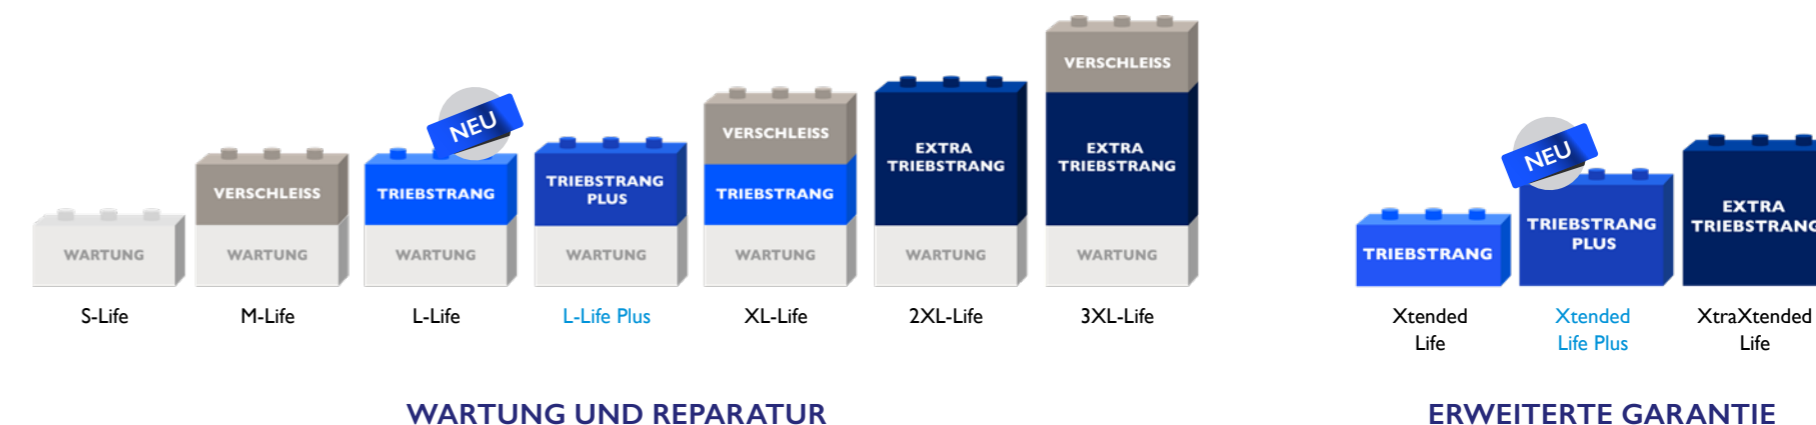 VERSCHLEISS
EXTRA
TRIEBSTRANG
WARTUNG
3XL-Life
EXTRA
TRIEBSTRANG
WARTUNG
2XL-Life
VERSCHLEISS
TRIEBSTRANG
WARTUNG
XL-Life
NEU
TRIEBSTRANG
PLUS
WARTUNG
L-Life Plus
TRIEBSTRANG
WARTUNG
L-Life
VERSCHLEISS
WARTUNG
M-Life
WARTUNG
S-Life
WARTUNG UND REPARATUR
TRIEBSTRANG
Xtended
Life
NEU
TRIEBSTRANG
PLUS
Xtended
Life Plus
EXTRA
TRIEBSTRANG
XtraXtended
Life
ERWEITERTE GARANTIE